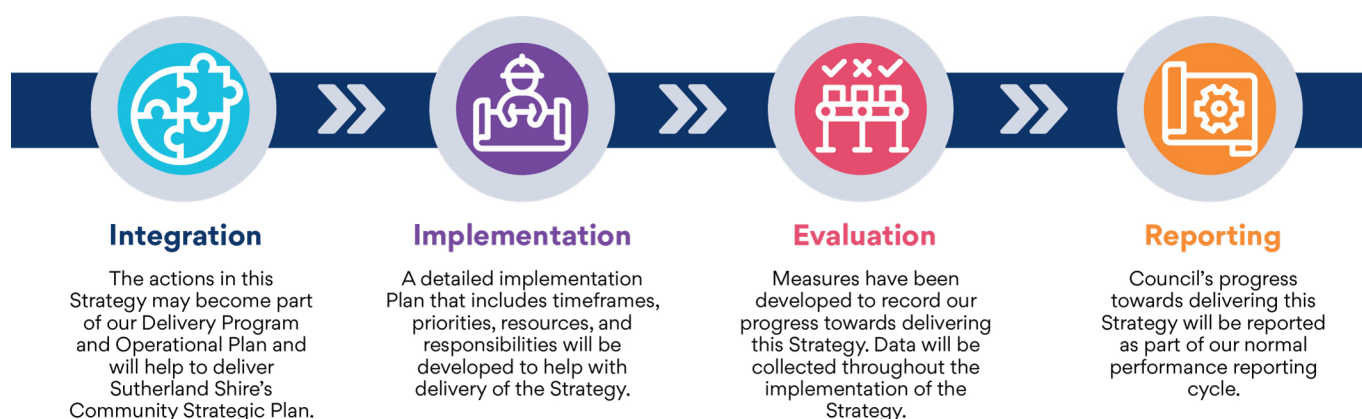 Integration
The actions in this
Strategy may become part
of our Delivery Program
and Operational Plan and
will help to deliver
Sutherland Shire’s
Community Strategic Plan.
Implementation
A detailed implementation
Plan that includes timeframes,
priorities, resources, and
responsibilities will be
developed to help with
delivery of the Strategy.
Evaluation
Measures have been
developed to record our
progress towards delivering
this Strategy. Data will be
collected throughout the
implementation of the
Strategy.
Reporting
Council’s progress
towards delivering this
Strategy will be reported
as part of our normal
performance reporting
cycle.